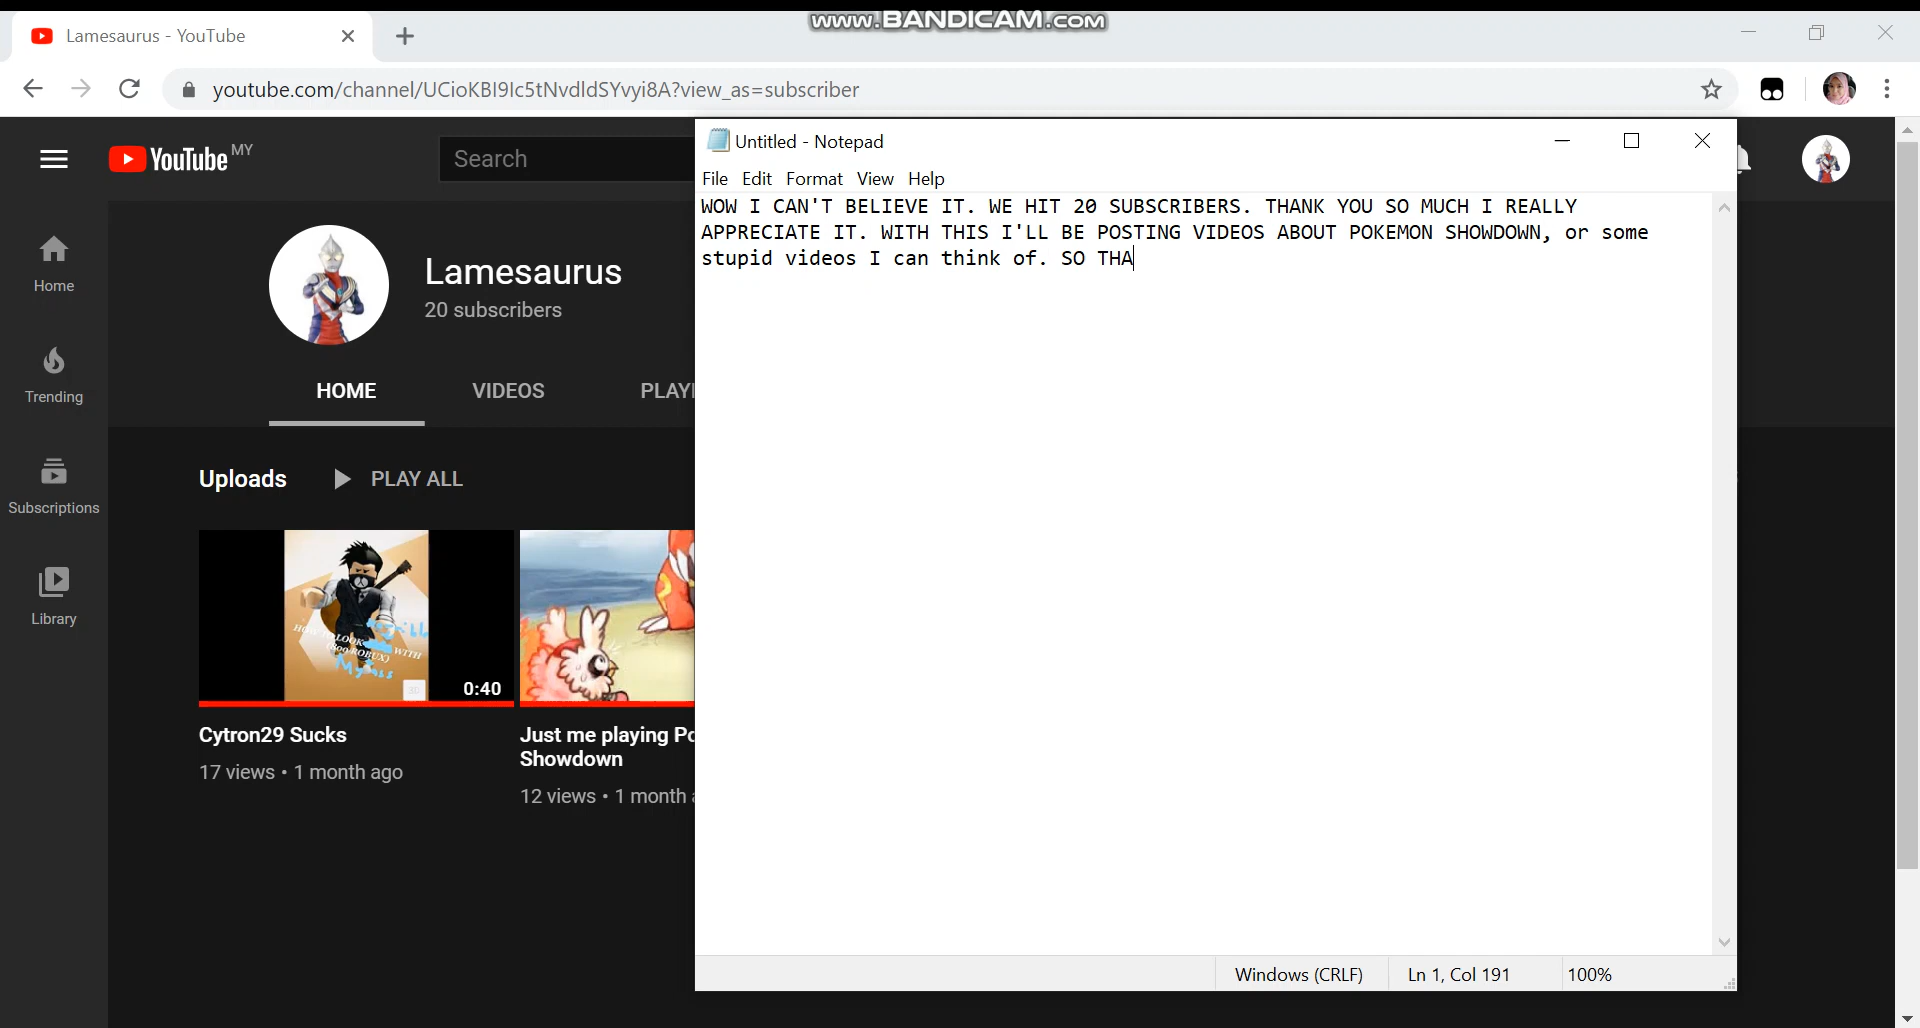 www.BANDICAM.com
Lamesaurus - YouTube
youtube.com/channel/UCioKBI9Ic5tNvdldSYvyi8A?view_as=subscriber
YouTube MY
Search
Untitled - Notepad
File Edit Format View Help
WOW I CAN'T BELIEVE IT. WE HIT 20 SUBSCRIBERS. THANK YOU SO MUCH I REALLY
APPRECIATE IT. WITH THIS I'LL BE POSTING VIDEOS ABOUT POKEMON SHOWDOWN, or some
stupid videos I can think of. SO THA
Home
Trending
Subscriptions
Library
Lamesaurus
20 subscribers
HOME VIDEOS PLAY
Uploads PLAY ALL
0:40
Cytron29 Sucks
17 views • 1 month ago
Just me playing Po
Showdown
12 views • 1 month a
Windows (CRLF) Ln 1, Col 191 100%